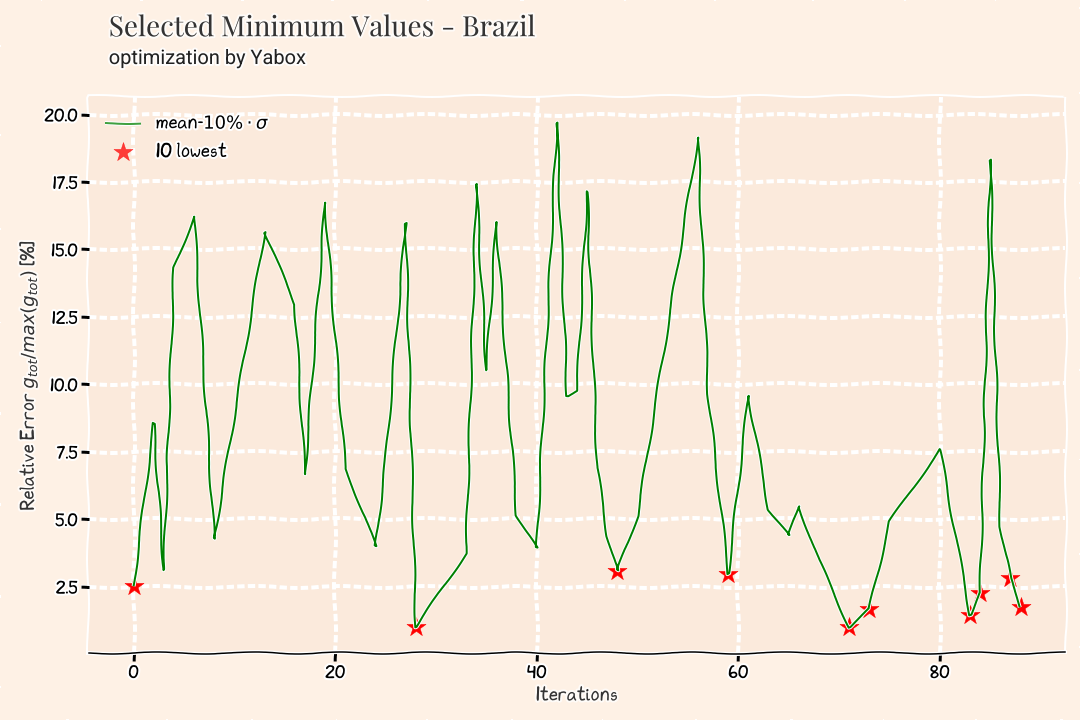 Selected Minimum Values - Brazil
optimization by Yabox
mean-10% · σ
10 lowest
20.0
17.5
15.0
12.5
10.0
7.5
5.0
2.5
Relative Error g_tot/max(g_tot) [%]
0 20 40 60 80
Iterations